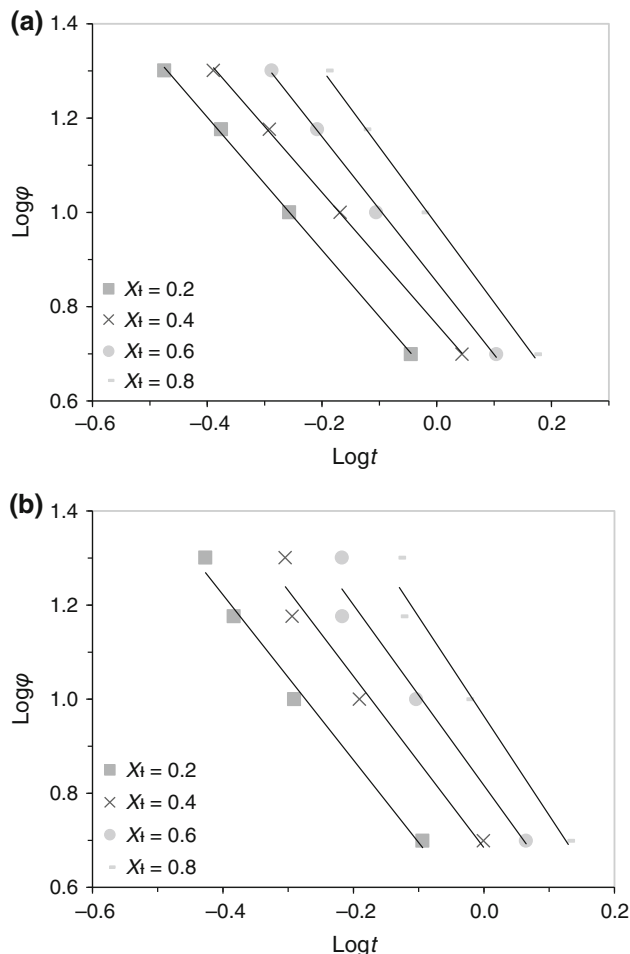 (a)
1.4
1.2
1.0
0.8
0.6
Logφ
Xt = 0.2
Xt = 0.4
Xt = 0.6
Xt = 0.8
–0.6 –0.4 –0.2 0.0 0.2
Logt
(b)
1.4
1.2
1.0
0.8
0.6
Logφ
Xt = 0.2
Xt = 0.4
Xt = 0.6
Xt = 0.8
–0.6 –0.4 –0.2 0.0 0.2
Logt